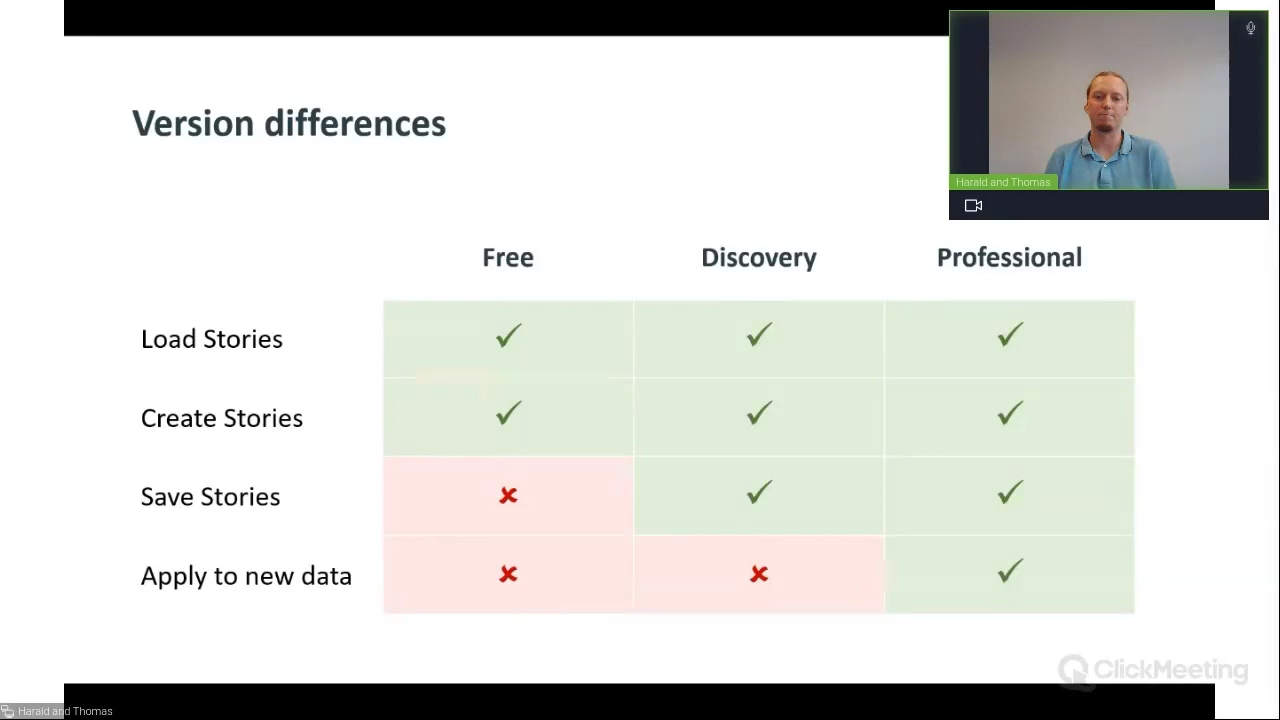 Version differences
Harald and Thomas
Free Discovery Professional
Load Stories ✓ ✓ ✓
Create Stories ✓ ✓ ✓
Save Stories ✘ ✓ ✓
Apply to new data ✘ ✘ ✓
ClickMeeting
Harald and Thomas